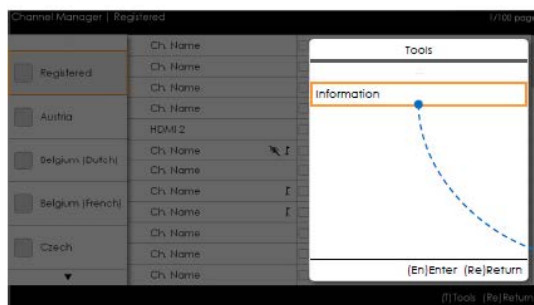 Channel Manager | Registered
1/100 page
Registered
Austria
Belgium (Dutch)
Belgium (French)
Czech
Ch. Name
Ch. Name
Ch. Name
Ch. Name
HDMI 2
Ch. Name
Ch. Name
Ch. Name
Ch. Name
Ch. Name
Ch. Name
Ch. Name
Tools
Information
(En)Enter (Re)Return
(T)Tools (Re)Return